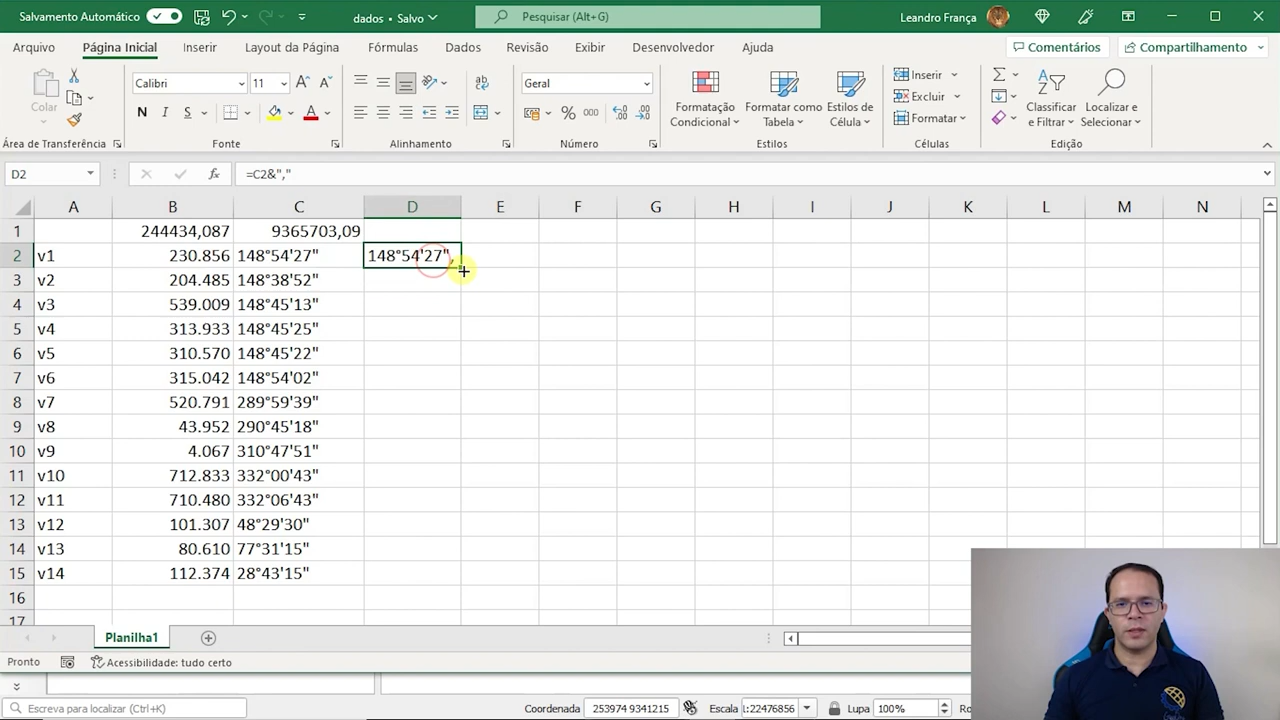 Salvamento Automático
dados • Salvo
Pesquisar (Alt+G)
Leandro França
Arquivo
Página Inicial
Inserir
Layout da Página
Fórmulas
Dados
Revisão
Exibir
Desenvolvedor
Ajuda
Comentários
Compartilhamento
Colar
Calibri
11
Geral
N I S
Formatação Condicional
Formatar como Tabela
Estilos de Célula
Inserir
Excluir
Formatar
Classificar e Filtrar
Localizar e Selecionar
Área de Transferência
Fonte
Alinhamento
Número
Estilos
Células
Edição
D2
=C2&","
A B C D E F G H I J K L M N
1 244434,087 9365703,09
2 v1 230.856 148°54'27" 148°54'27",
3 v2 204.485 148°38'52"
4 v3 539.009 148°45'13"
5 v4 313.933 148°45'25"
6 v5 310.570 148°45'22"
7 v6 315.042 148°54'02"
8 v7 520.791 289°59'39"
9 v8 43.952 290°45'18"
10 v9 4.067 310°47'51"
11 v10 712.833 332°00'43"
12 v11 710.480 332°06'43"
13 v12 101.307 48°29'30"
14 v13 80.610 77°31'15"
15 v14 112.374 28°43'15"
16
17
Planilha1
Pronto
Acessibilidade: tudo certo
Escreva para localizar (Ctrl+K)
Coordenada 253974 9341215
Escala L:22476856
Lupa 100%